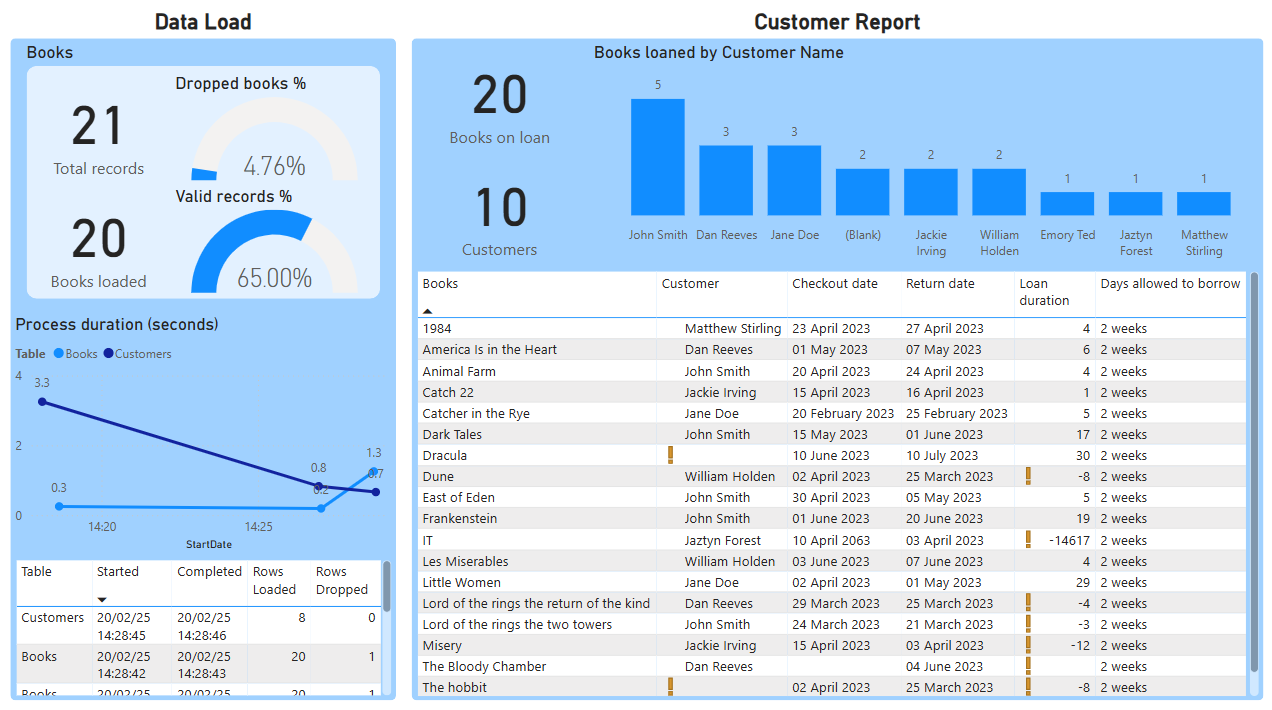 Data Load
Customer Report
Books
Dropped books %
21
Total records
4.76%
Valid records %
20
Books loaded
65.00%
Process duration (seconds)
Table Books Customers
4
3.3
2
0.3
0.8
0.2
1.3
0.7
0
14:20 14:25
StartDate
Table Started Completed Rows Loaded Rows Dropped
Customers 20/02/25 14:28:45 20/02/25 14:28:46 8 0
Books 20/02/25 14:28:42 20/02/25 14:28:43 20 1
Books 20/02/25 20/02/25 20 1
Books loaned by Customer Name
20
Books on loan
10
Customers
5 3 3 2 2 2 1 1 1
John Smith Dan Reeves Jane Doe (Blank) Jackie Irving William Holden Emory Ted Jaztyn Forest Matthew Stirling
Books Customer Checkout date Return date Loan duration Days allowed to borrow
1984 Matthew Stirling 23 April 2023 27 April 2023 4 2 weeks
America Is in the Heart Dan Reeves 01 May 2023 07 May 2023 6 2 weeks
Animal Farm John Smith 20 April 2023 24 April 2023 4 2 weeks
Catch 22 Jackie Irving 15 April 2023 16 April 2023 1 2 weeks
Catcher in the Rye Jane Doe 20 February 2023 25 February 2023 5 2 weeks
Dark Tales John Smith 15 May 2023 01 June 2023 17 2 weeks
Dracula 10 June 2023 10 July 2023 30 2 weeks
Dune William Holden 02 April 2023 25 March 2023 -8 2 weeks
East of Eden John Smith 30 April 2023 05 May 2023 5 2 weeks
Frankenstein John Smith 01 June 2023 20 June 2023 19 2 weeks
IT Jaztyn Forest 10 April 2063 03 April 2023 -14617 2 weeks
Les Miserables William Holden 03 June 2023 07 June 2023 4 2 weeks
Little Women Jane Doe 02 April 2023 01 May 2023 29 2 weeks
Lord of the rings the return of the kind Dan Reeves 29 March 2023 25 March 2023 -4 2 weeks
Lord of the rings the two towers John Smith 24 March 2023 21 March 2023 -3 2 weeks
Misery Jackie Irving 15 April 2023 03 April 2023 -12 2 weeks
The Bloody Chamber Dan Reeves 04 June 2023 2 weeks
The hobbit 02 April 2023 25 March 2023 -8 2 weeks